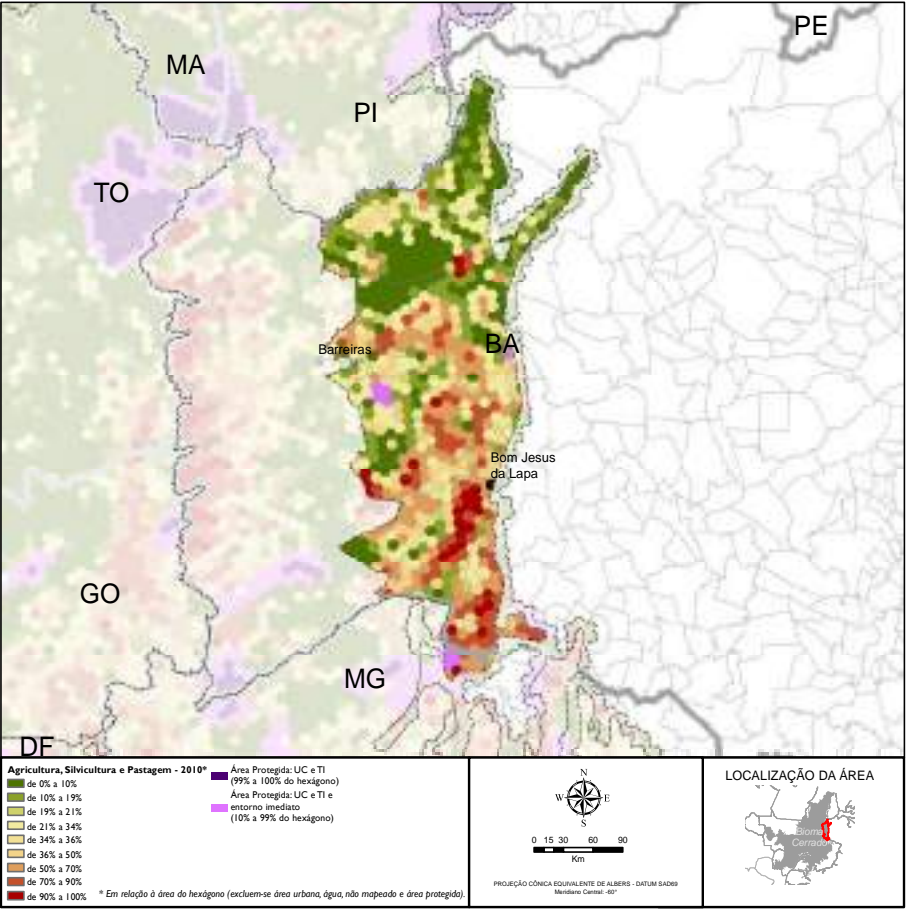 PE
MA
PI
TO
Barreiras
BA
Bom Jesus
da Lapa
GO
MG
DF
Agricultura, Silvicultura e Pastagem - 2010*
de 0% a 10%
de 10% a 19%
de 19% a 21%
de 21% a 34%
de 34% a 36%
de 36% a 50%
de 50% a 70%
de 70% a 90%
de 90% a 100%
Área Protegida: UC e TI
(99% a 100% do hexágono)
Área Protegida: UC e TI e
entorno imediato
(10% a 99% do hexágono)
* Em relação à área do hexágono (excluem-se área urbana, água, não mapeado e área protegida).
N
W E
S
0 15 30 60 90
Km
PROJEÇÃO CÔNICA EQUIVALENTE DE ALBERS - DATUM SAD69
Meridiano Central: -60°
LOCALIZAÇÃO DA ÁREA
Bioma
Cerrado